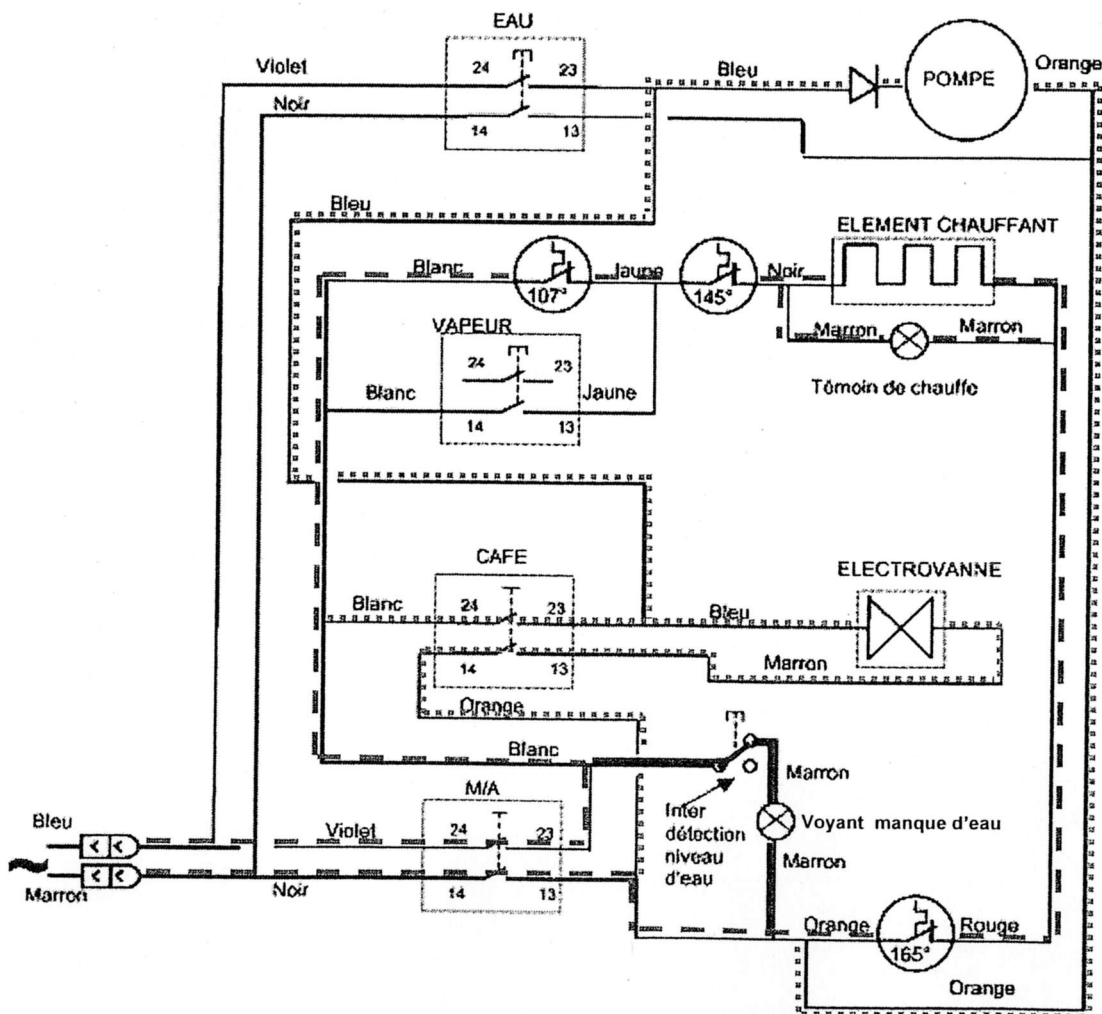 EAU
Violet
24
23
Bleu
POMPE
Orange
Noir
14
13
Bleu
ELEMENT CHAUFFANT
Blanc
107°
Jaune
145°
Noir
VAPEUR
Marron
Marron
24
23
Blanc
Jaune
Témoin de chauffe
14
13
CAFE
ELECTROVANNE
Blanc
24
23
Bleu
14
13
Marron
Orange
Blanc
M/A
Marron
Inter
détection
niveau
d'eau
Bleu
Violet
24
23
Voyant manque d'eau
Marron
Marron
Noir
14
13
Orange
165°
Rouge
Orange